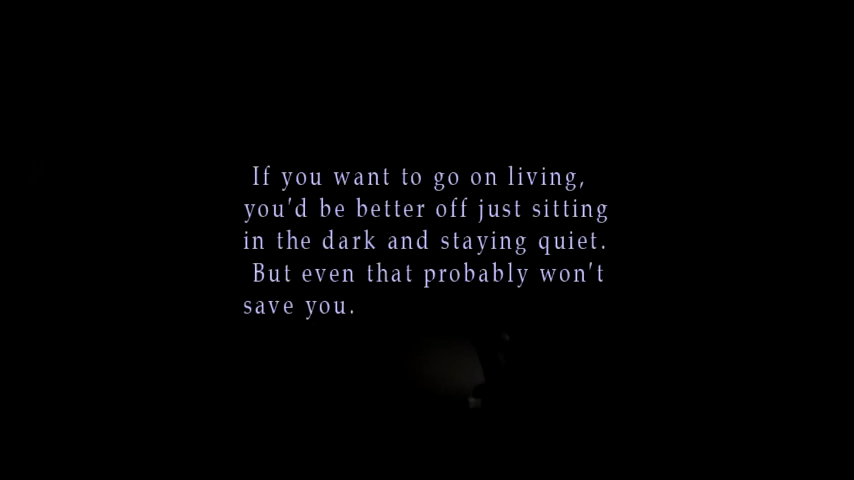 If you want to go on living,
you'd be better off just sitting
in the dark and staying quiet.
But even that probably won't
save you.